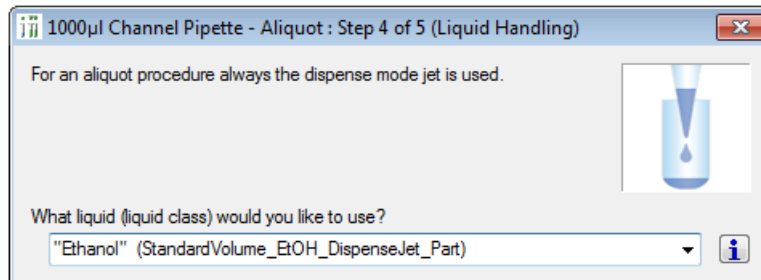 1000µl Channel Pipette - Aliquot : Step 4 of 5 (Liquid Handling)
For an aliquot procedure always the dispense mode jet is used.
What liquid (liquid class) would you like to use?
"Ethanol" (StandardVolume_EtOH_DispenseJet_Part)